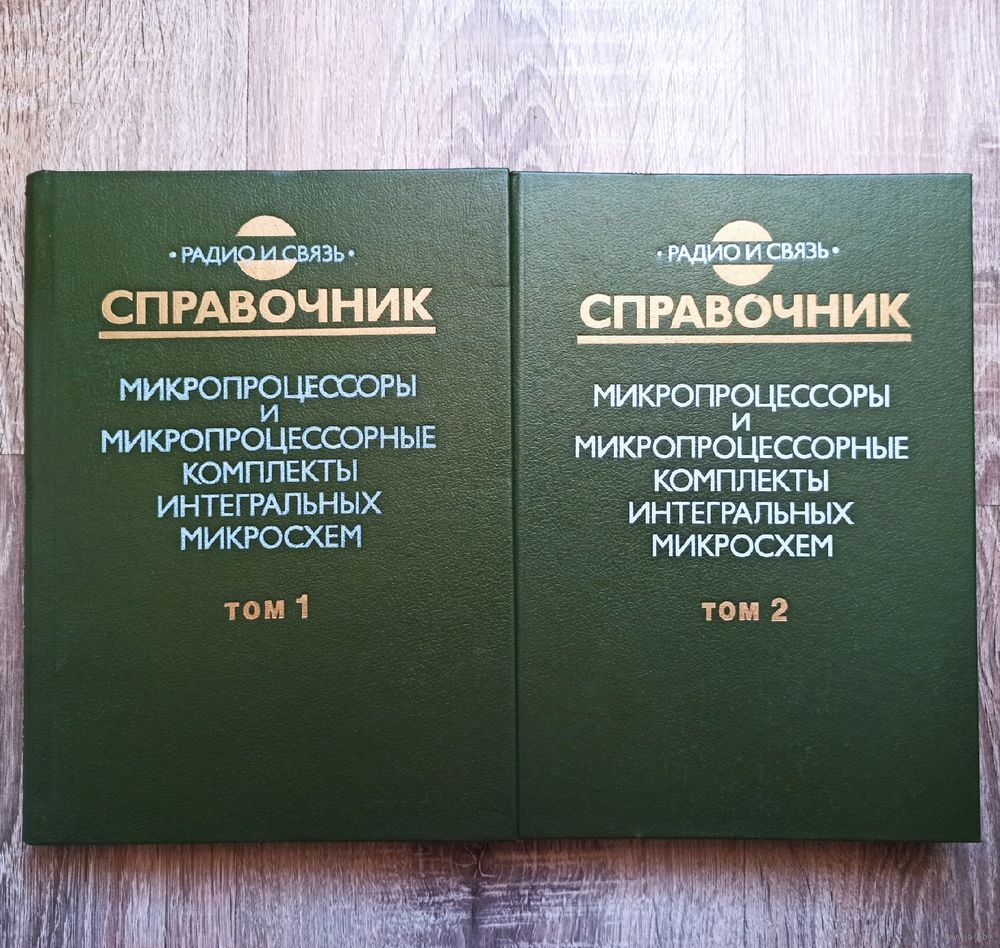 • РАДИО И СВЯЗЬ •
СПРАВОЧНИК
МИКРОПРОЦЕССОРЫ
И
МИКРОПРОЦЕССОРНЫЕ
КОМПЛЕКТЫ
ИНТЕГРАЛЬНЫХ
МИКРОСХЕМ
ТОМ 1
• РАДИО И СВЯЗЬ •
СПРАВОЧНИК
МИКРОПРОЦЕССОРЫ
И
МИКРОПРОЦЕССОРНЫЕ
КОМПЛЕКТЫ
ИНТЕГРАЛЬНЫХ
МИКРОСХЕМ
ТОМ 2